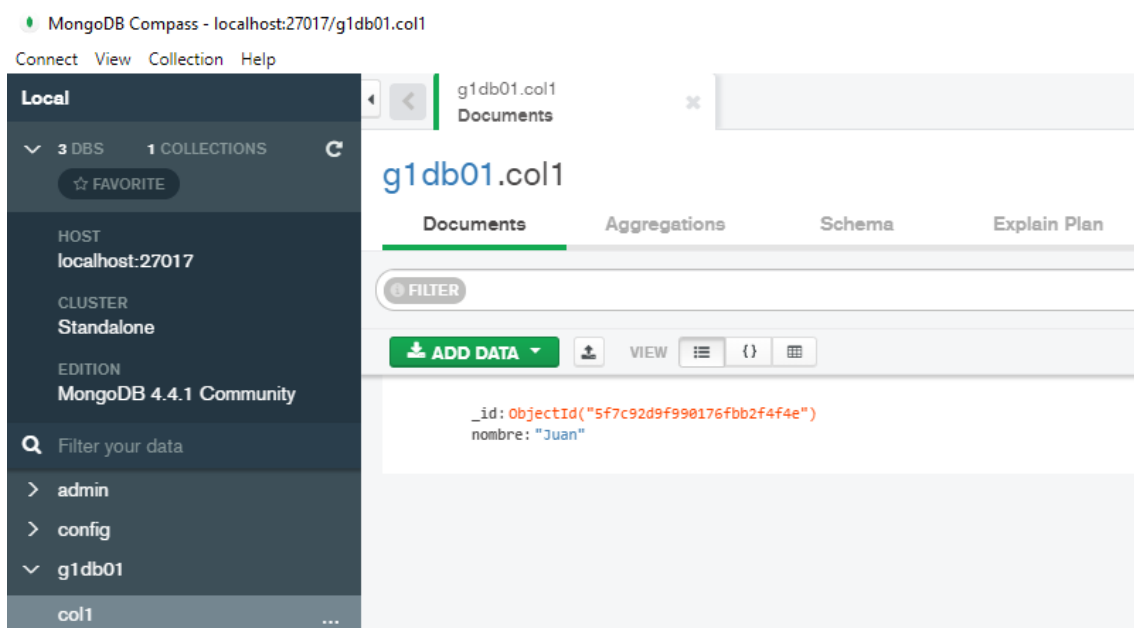 MongoDB Compass - localhost:27017/g1db01.col1
Connect View Collection Help
Local
3 DBS 1 COLLECTIONS
FAVORITE
HOST
localhost:27017
CLUSTER
Standalone
EDITION
MongoDB 4.4.1 Community
Filter your data
admin
config
g1db01
col1 ...
g1db01.col1
Documents
g1db01.col1
Documents Aggregations Schema Explain Plan
FILTER
ADD DATA VIEW {}
_id: ObjectId("5f7c92d9f990176fbb2f4f4e")
nombre: "Juan"